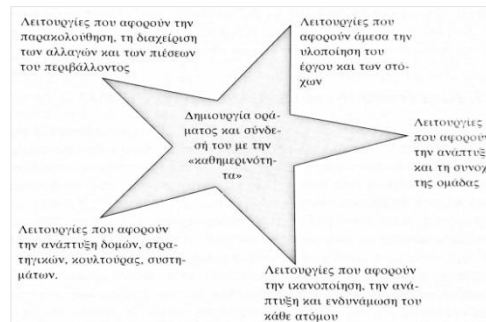 Λειτουργίες που αφορούν την
παρακολούθηση, τη διαχείριση
των αλλαγών και των πιέσεων
του περιβάλλοντος
Λειτουργίες που
αφορούν άμεσα την
υλοποίηση του
έργου και των στό-
χων
Δημιουργία ορά-
ματος και σύνδε-
σή του με την
«καθημερινότη-
τα»
Λειτουργίες
που αφορούν
την ανάπτυξη
και τη συνοχ
της ομάδας
Λειτουργίες που αφορούν
την ανάπτυξη δομών, στρα-
τηγικών, κουλτούρας, συστη-
μάτων.
Λειτουργίες που αφορούν
την ικανοποίηση, την ανά-
πτυξη και ενδυνάμωση του
κάθε ατόμου